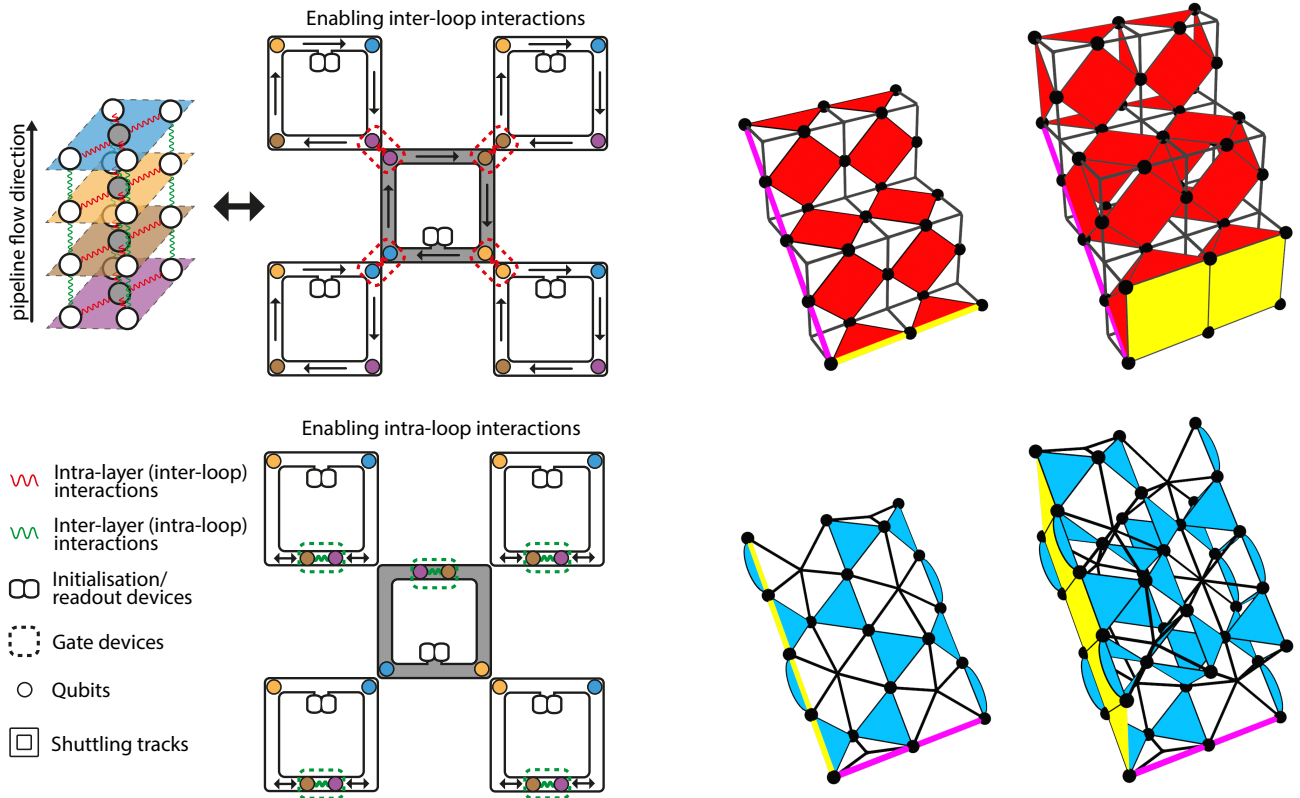 Enabling inter-loop interactions
pipeline flow direction
Enabling intra-loop interactions
Intra-layer (inter-loop)
interactions
Inter-layer (intra-loop)
interactions
Initialisation/
readout devices
Gate devices
Qubits
Shuttling tracks